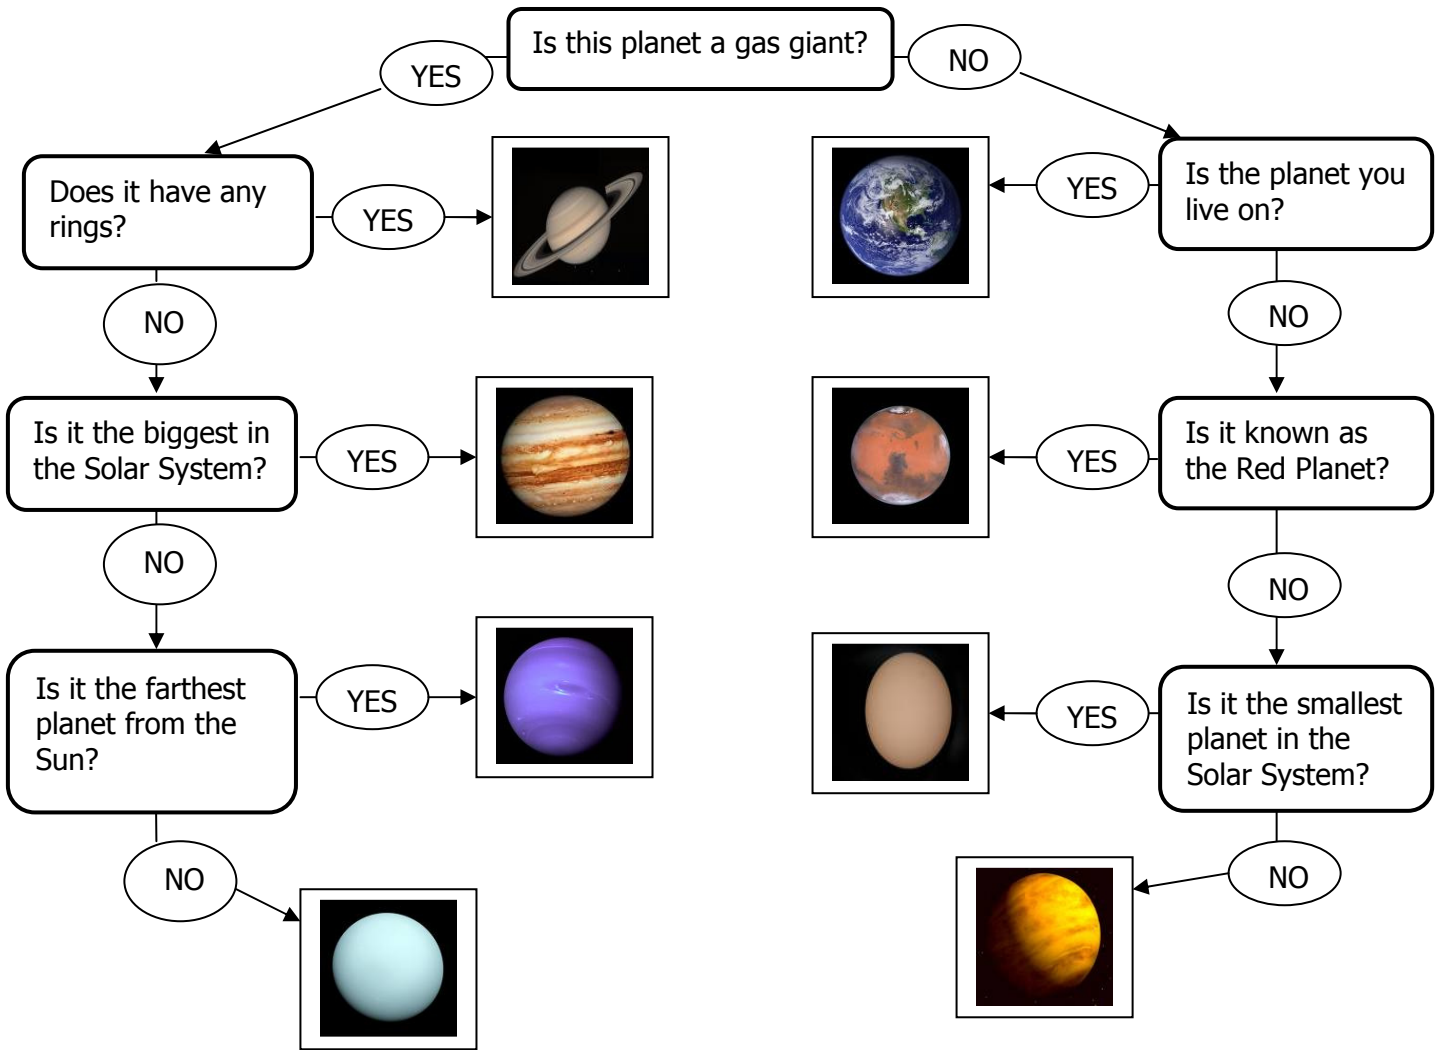 Is this planet a gas giant?
YES
NO
Does it have any
rings?
YES
YES
Is the planet you
live on?
NO
NO
Is it the biggest in
the Solar System?
YES
YES
Is it known as
the Red Planet?
NO
NO
Is it the farthest
planet from the
Sun?
YES
YES
Is it the smallest
planet in the
Solar System?
NO
NO